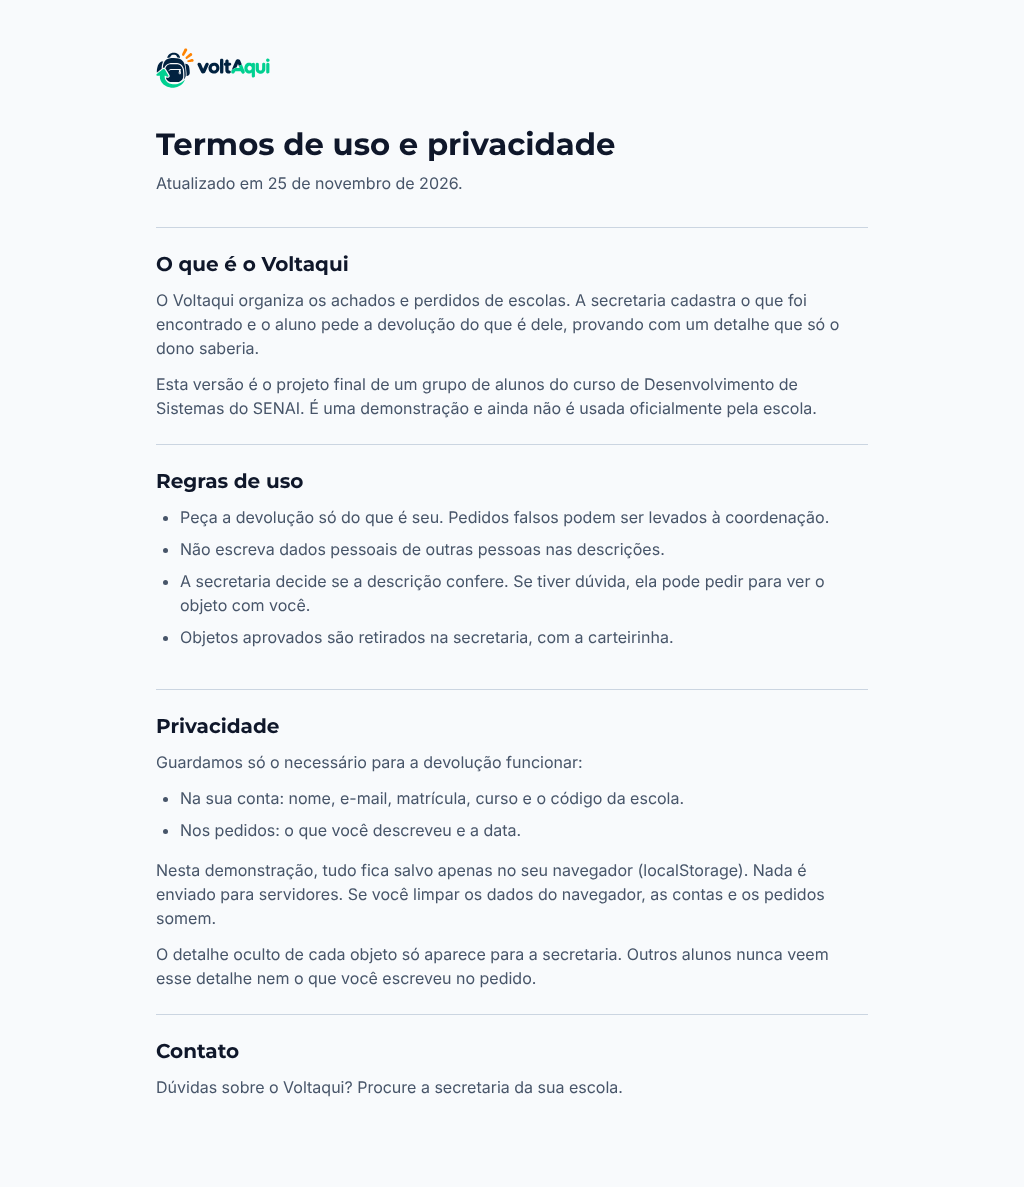 voltAqui
Termos de uso e privacidade
Atualizado em 25 de novembro de 2026.
O que é o Voltaqui
O Voltaqui organiza os achados e perdidos de escolas. A secretaria cadastra o que foi
encontrado e o aluno pede a devolução do que é dele, provando com um detalhe que só o
dono saberia.
Esta versão é o projeto final de um grupo de alunos do curso de Desenvolvimento de
Sistemas do SENAI. É uma demonstração e ainda não é usada oficialmente pela escola.
Regras de uso
• Peça a devolução só do que é seu. Pedidos falsos podem ser levados à coordenação.
• Não escreva dados pessoais de outras pessoas nas descrições.
• A secretaria decide se a descrição confere. Se tiver dúvida, ela pode pedir para ver o
objeto com você.
• Objetos aprovados são retirados na secretaria, com a carteirinha.
Privacidade
Guardamos só o necessário para a devolução funcionar:
• Na sua conta: nome, e-mail, matrícula, curso e o código da escola.
• Nos pedidos: o que você descreveu e a data.
Nesta demonstração, tudo fica salvo apenas no seu navegador (localStorage). Nada é
enviado para servidores. Se você limpar os dados do navegador, as contas e os pedidos
somem.
O detalhe oculto de cada objeto só aparece para a secretaria. Outros alunos nunca veem
esse detalhe nem o que você escreveu no pedido.
Contato
Dúvidas sobre o Voltaqui? Procure a secretaria da sua escola.